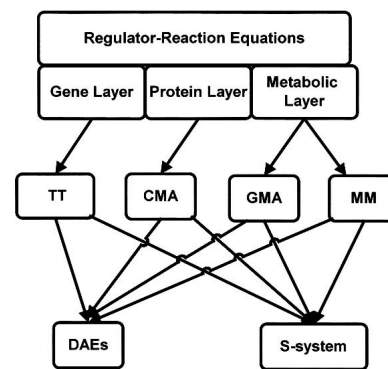 Regulator-Reaction Equations
Gene Layer
Protein Layer
Metabolic
Layer
TT
CMA
GMA
MM
DAEs
S-system